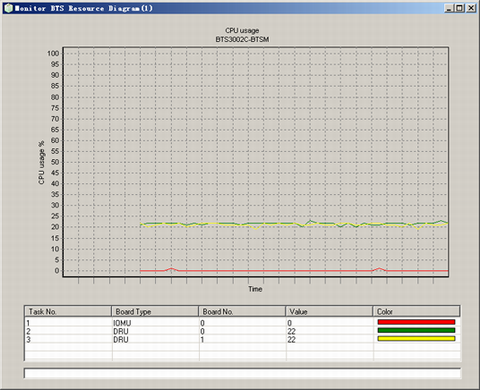 Monitor BTS Resource Diagram(1)
CPU usage
BTS3002C-BTSM
100
95
90
85
80
75
70
65
60
55
50
45
40
35
30
25
20
15
10
5
0
CPU usage %
Time
Task No. Board Type Board No. Value Color
1 IOMU 0 0
2 DRU 0 22
3 DRU 1 22